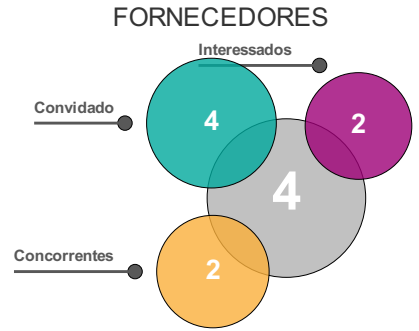 FORNECEDORES
Interessados
Convidado
4
2
4
Concorrentes
2